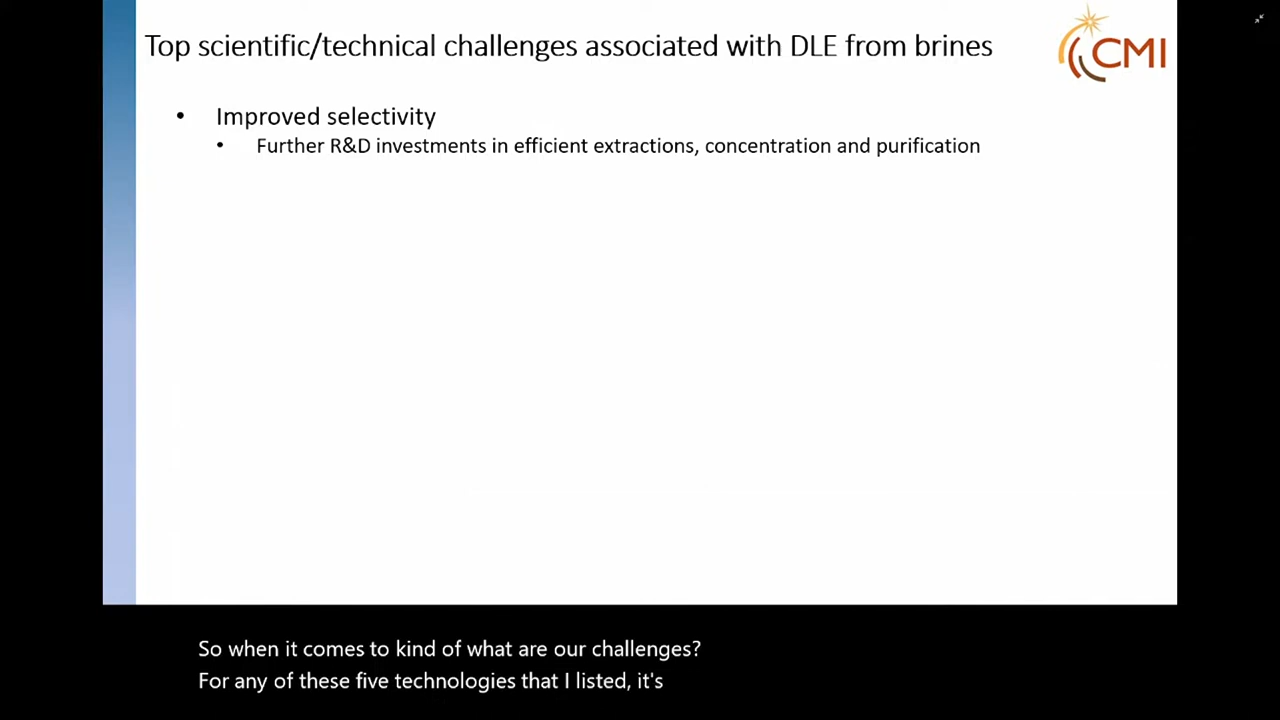 Top scientific/technical challenges associated with DLE from brines
CMI
• Improved selectivity
• Further R&D investments in efficient extractions, concentration and purification
So when it comes to kind of what are our challenges?
For any of these five technologies that I listed, it's